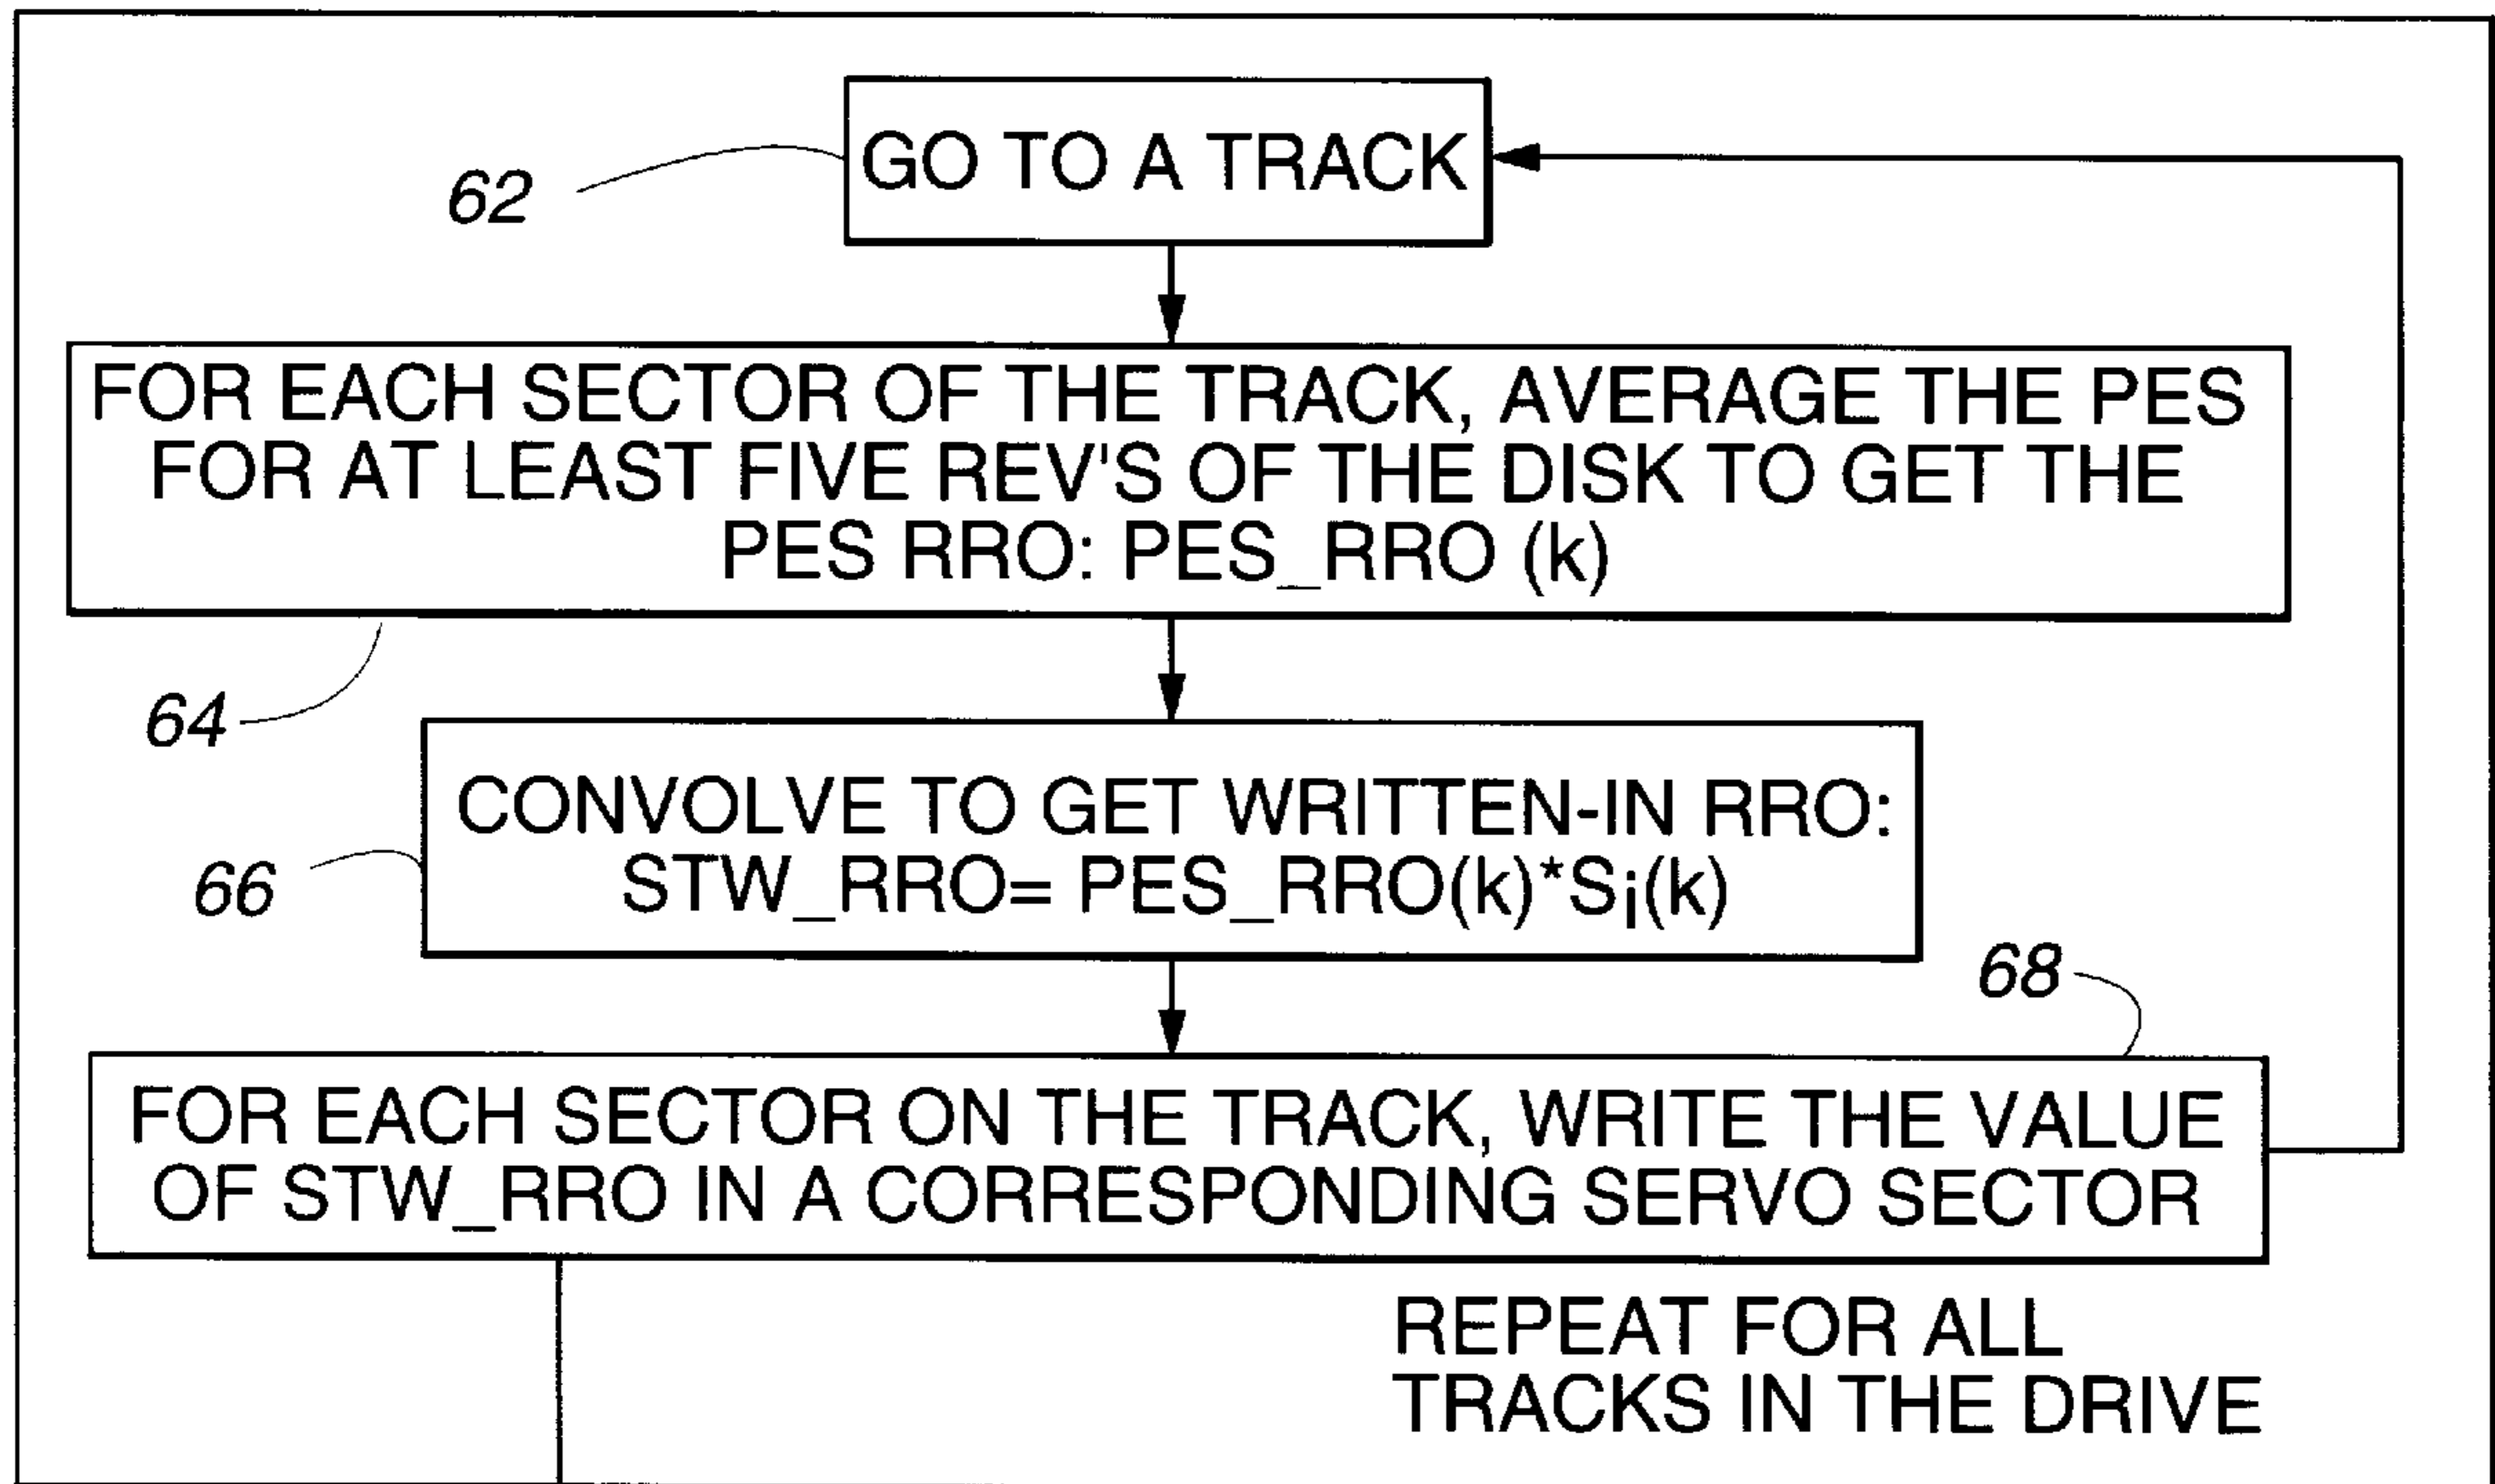 GO TO A TRACK
62
FOR EACH SECTOR OF THE TRACK, AVERAGE THE PES
FOR AT LEAST FIVE REV'S OF THE DISK TO GET THE
PES RRO: PES_RRO (k)
64
CONVOLVE TO GET WRITTEN-IN RRO:
STW_RRO= PES_RRO(k)*Si(k)
66
68
FOR EACH SECTOR ON THE TRACK, WRITE THE VALUE
OF STW_RRO IN A CORRESPONDING SERVO SECTOR
REPEAT FOR ALL
TRACKS IN THE DRIVE